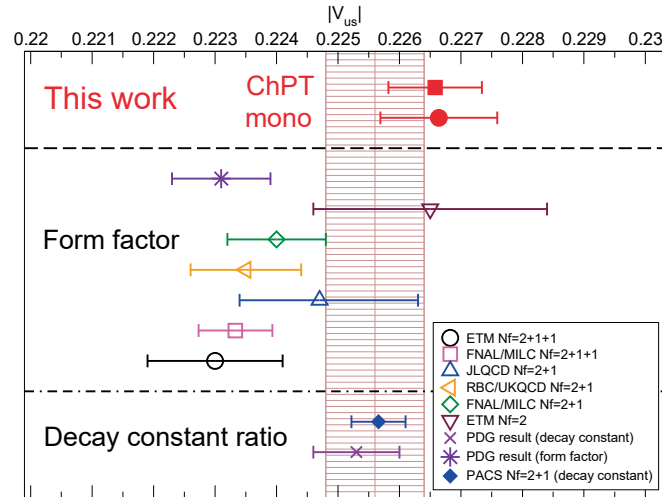 |Vus|
0.22 0.221 0.222 0.223 0.224 0.225 0.226 0.227 0.228 0.229 0.23
This work
ChPT
mono
Form factor
Decay constant ratio
ETM Nf=2+1+1
FNAL/MILC Nf=2+1+1
JLQCD Nf=2+1
RBC/UKQCD Nf=2+1
FNAL/MILC Nf=2+1
ETM Nf=2
PDG result (decay constant)
PDG result (form factor)
PACS Nf=2+1 (decay constant)